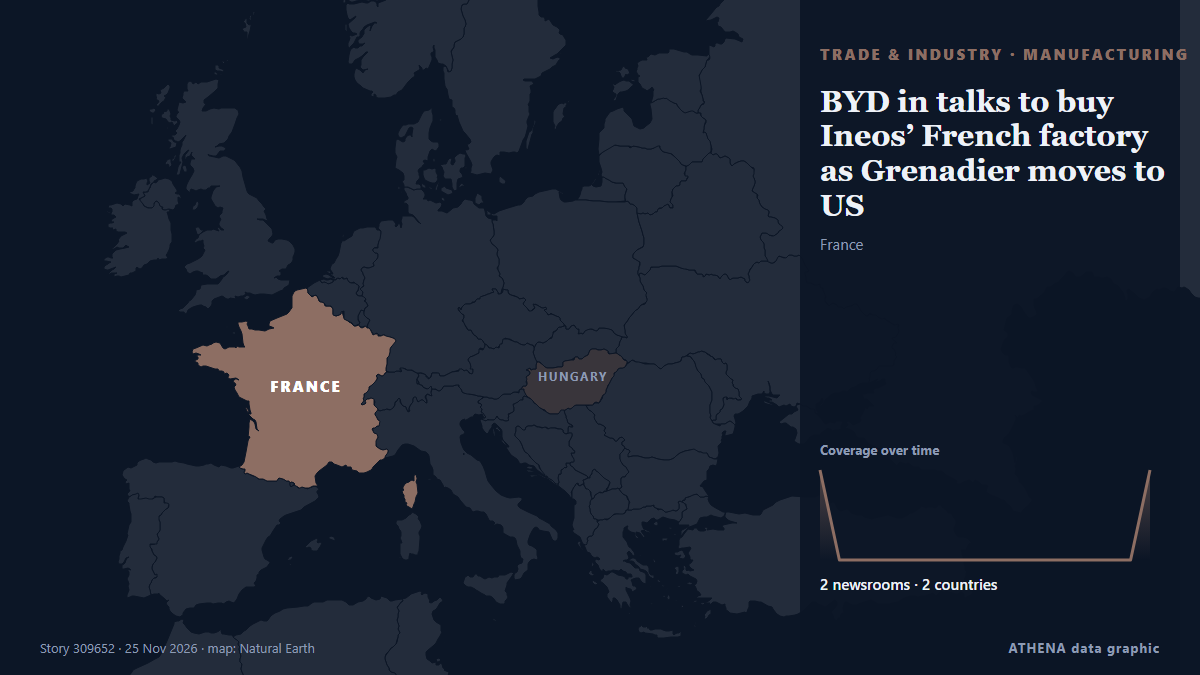 TRADE & INDUSTRY · MANUFACTURING
BYD in talks to buy
Ineos’ French factory
as Grenadier moves to
US
France
FRANCE
HUNGARY
Coverage over time
2 newsrooms · 2 countries
Story 309652 · 25 Nov 2026 · map: Natural Earth
ATHENA data graphic